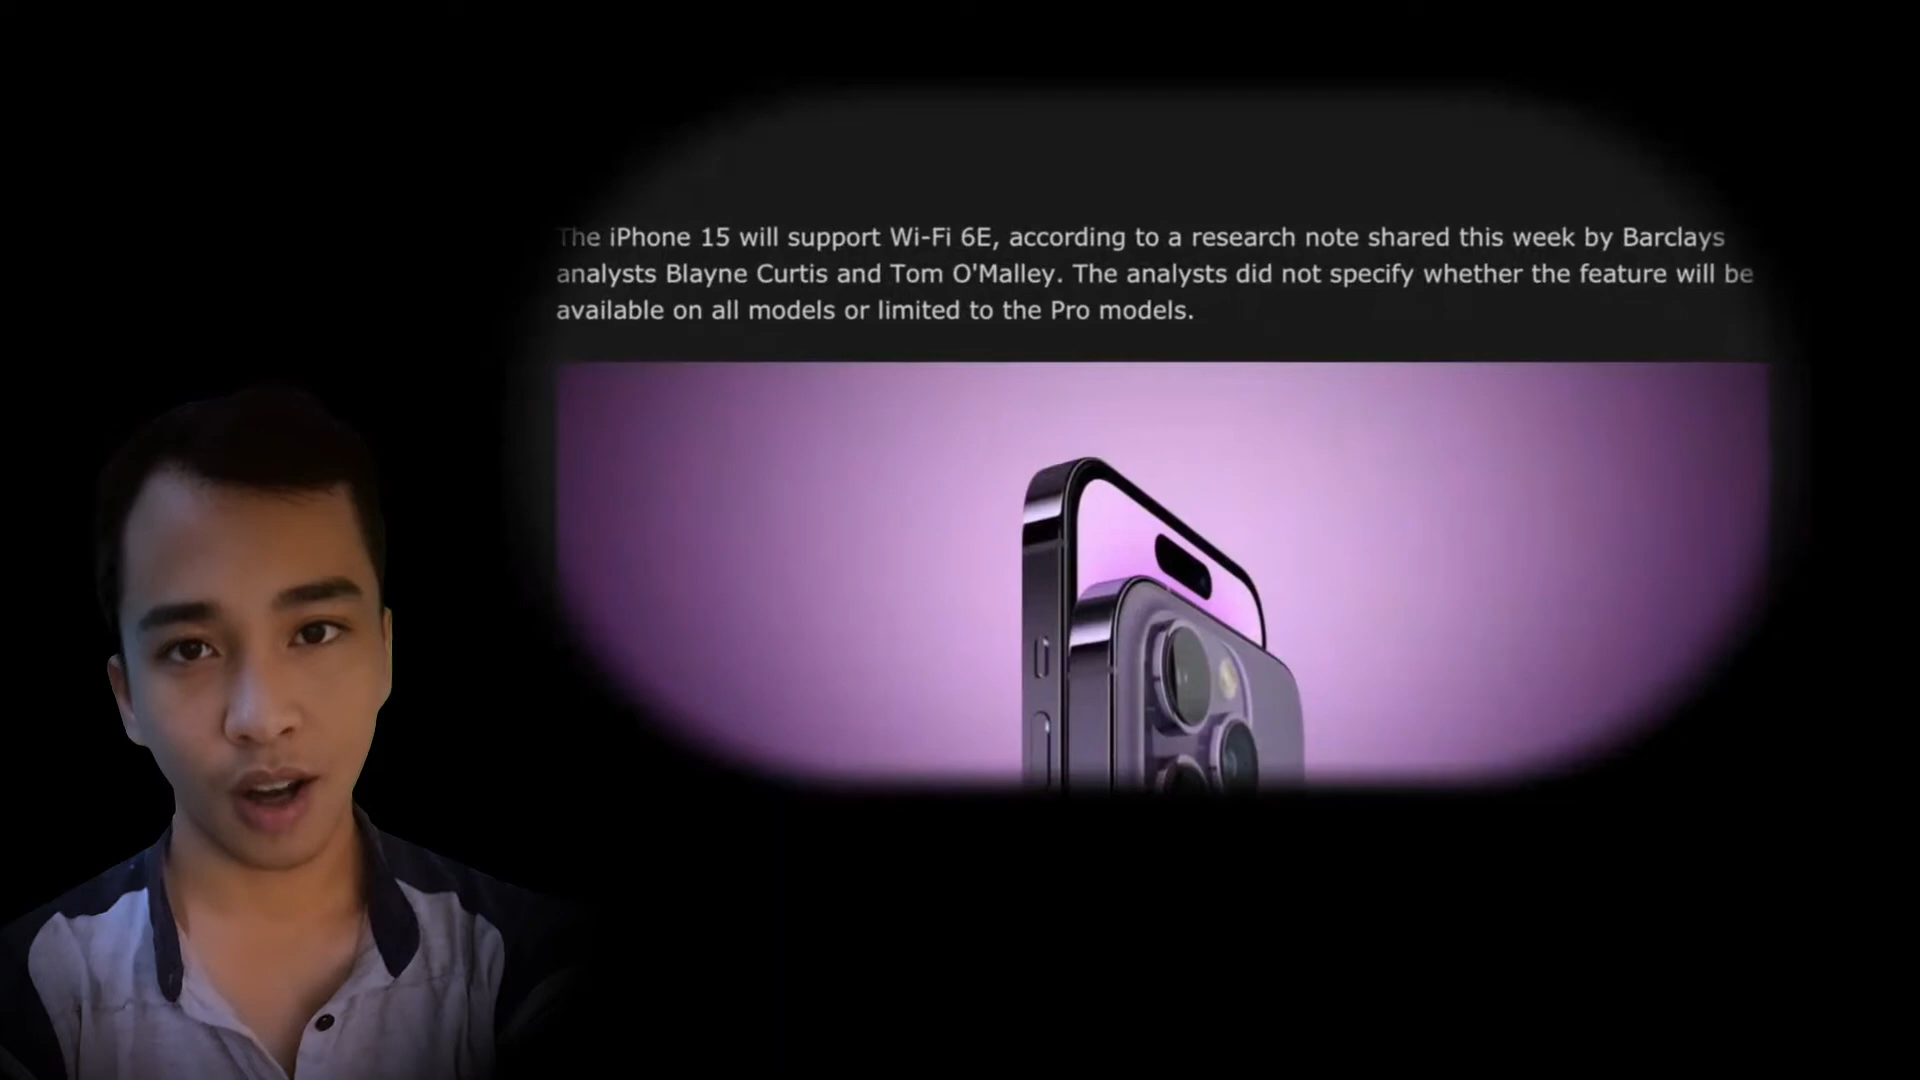 The iPhone 15 will support Wi-Fi 6E, according to a research note shared this week by Barclays
analysts Blayne Curtis and Tom O'Malley. The analysts did not specify whether the feature will be
available on all models or limited to the Pro models.